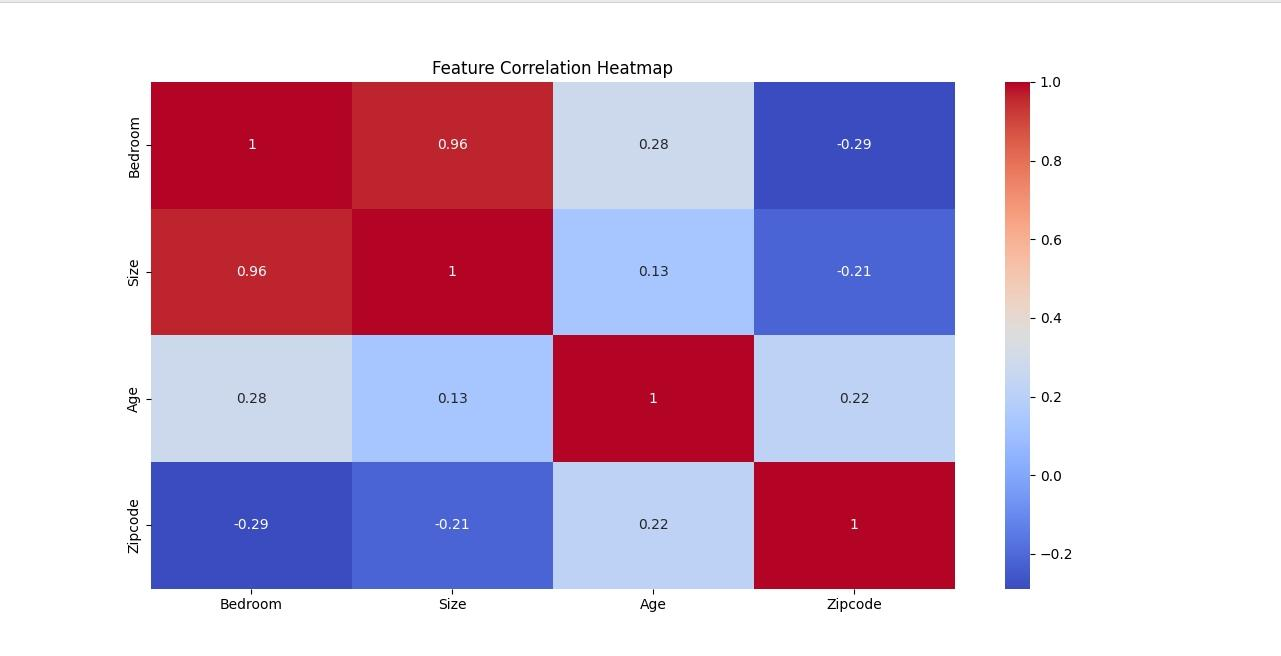 Feature Correlation Heatmap
Bedroom 1 0.96 0.28 -0.29
Size 0.96 1 0.13 -0.21
Age 0.28 0.13 1 0.22
Zipcode -0.29 -0.21 0.22 1
Bedroom Size Age Zipcode
1.0
0.8
0.6
0.4
0.2
0.0
−0.2